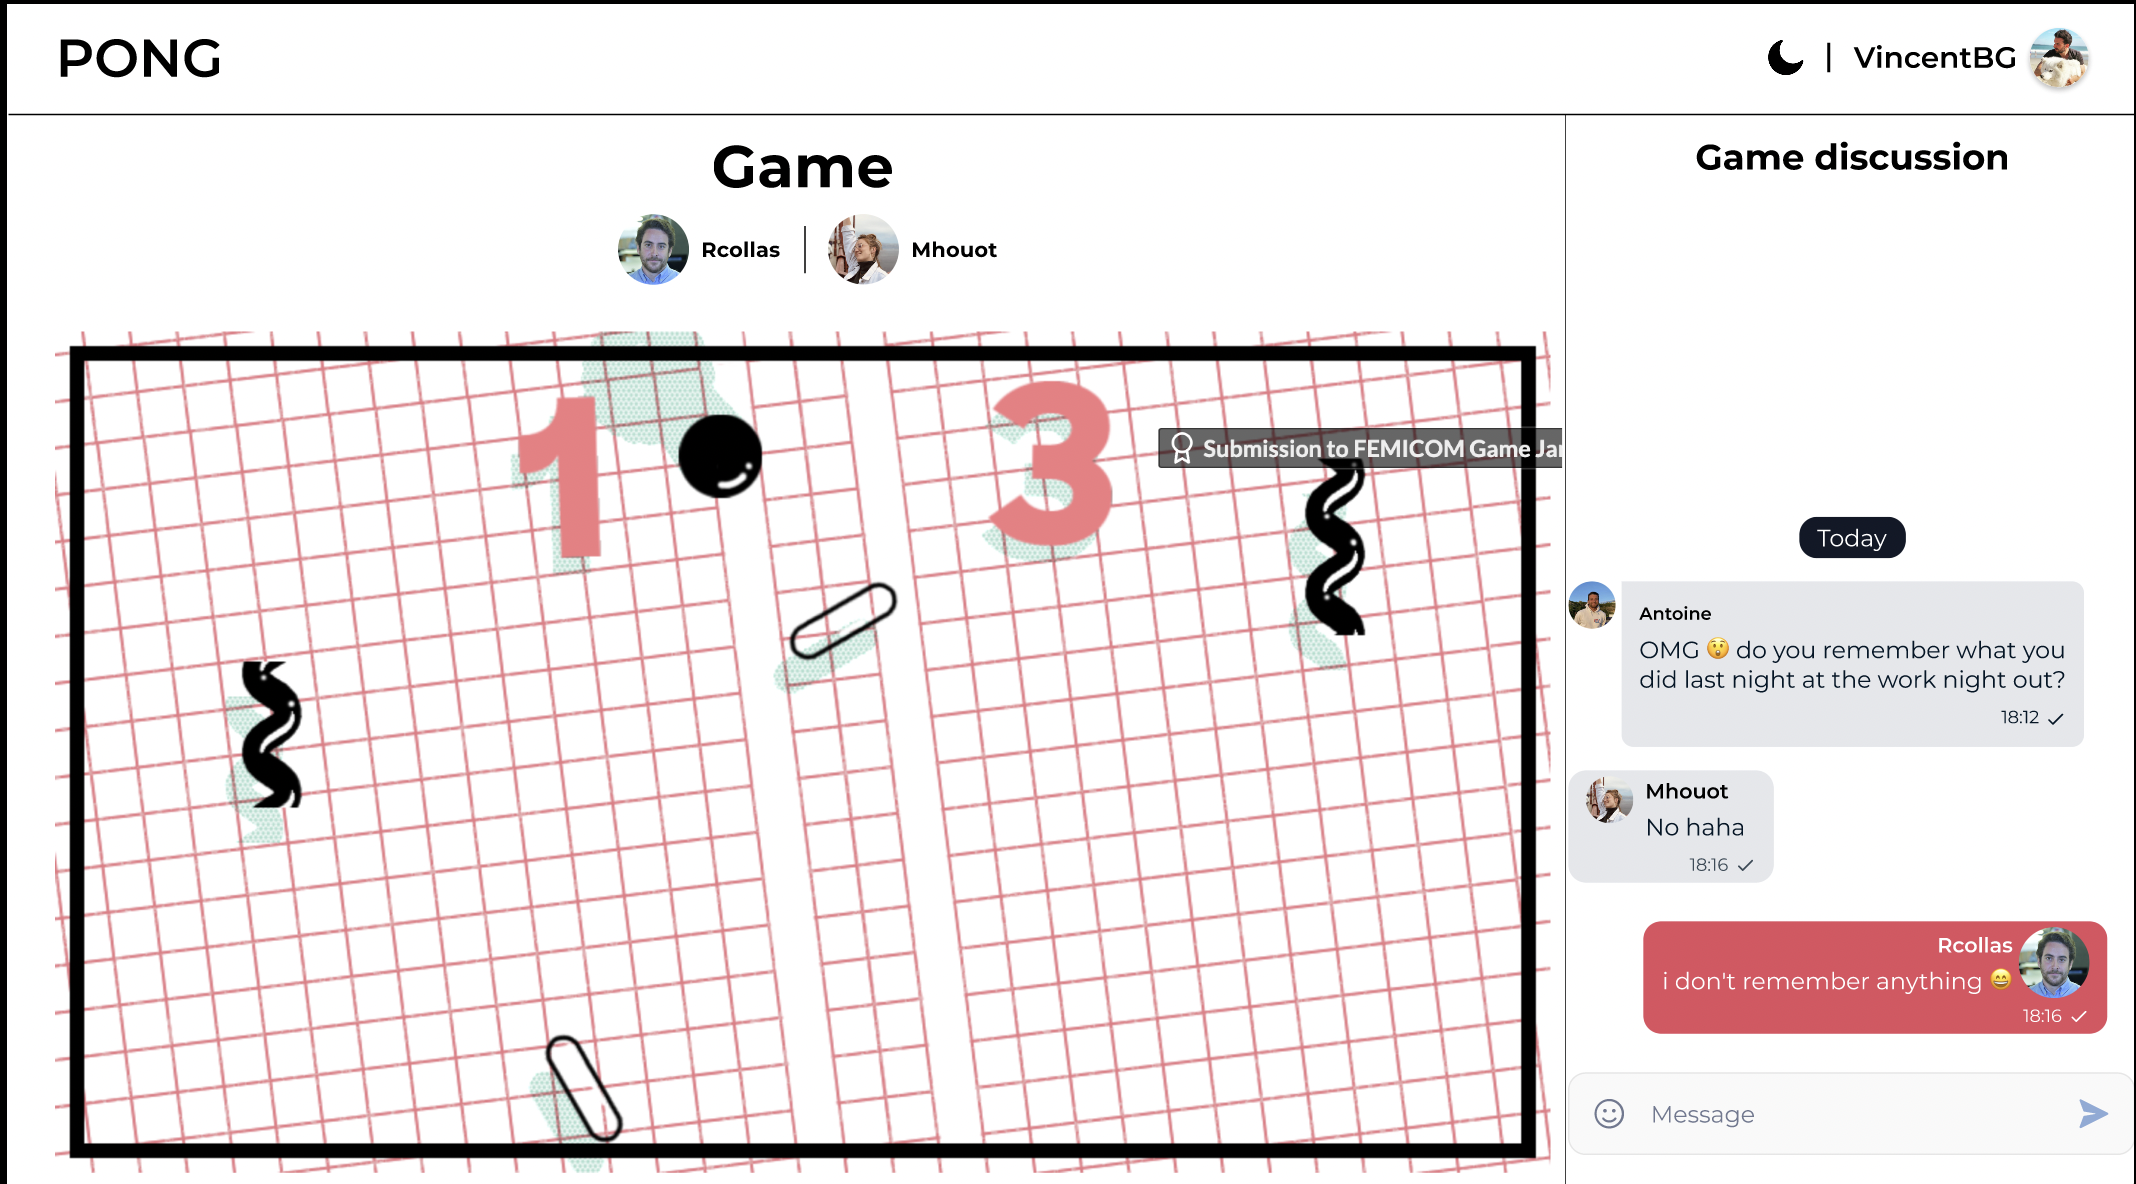 PONG
VincentBG
Game
Rcollas
Mhouot
1
3
Submission to FEMICOM Game
Game discussion
Today
Antoine
OMG 😲 do you remember what you
did last night at the work night out?
18:12
Mhouot
No haha
18:16
Rcollas
i don't remember anything 😁
18:16
Message